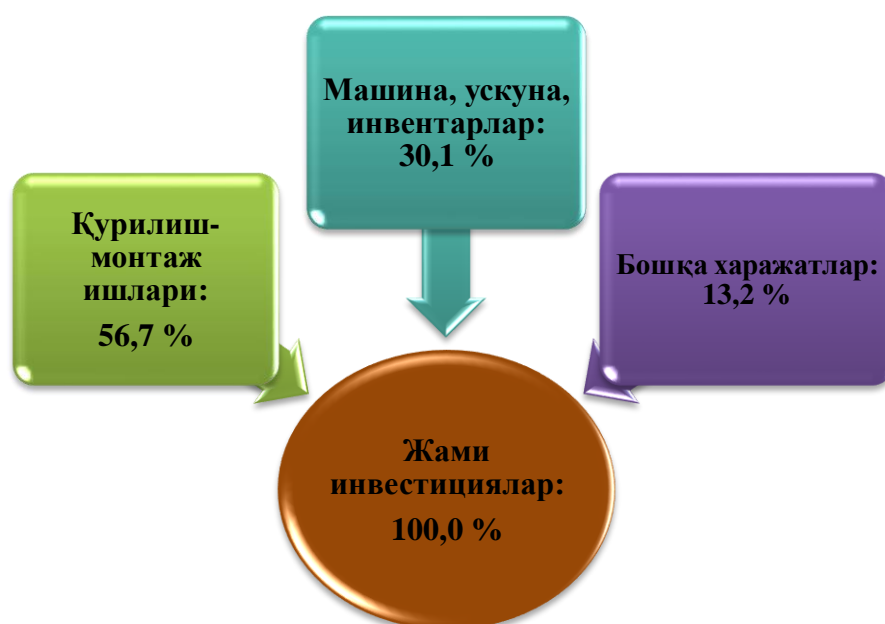 Машина, ускуна,
инвентарлар:
30,1 %
Қурилиш-
монтаж
ишлари:
56,7 %
Бошқа харажатлар:
13,2 %
Жами
инвестициялар:
100,0 %